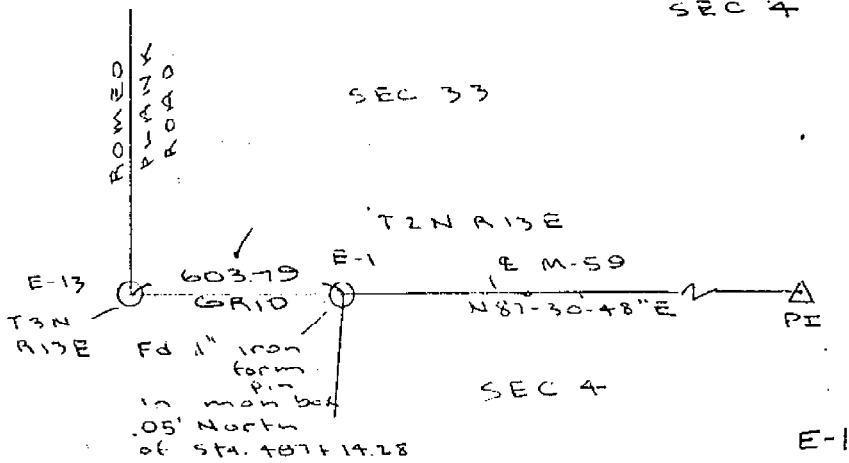 SEC 4
ROMEO
PLANK
ROAD
SEC 33
T2N R13E
E-13
603.79
GRID
E-1
℄ M-59
N87-30-48"E
PI
T3N
R13E
Fd 1" iron
form
pin
in mon box
.05' North
of Sta. 487+14.28
SEC 4
E-1